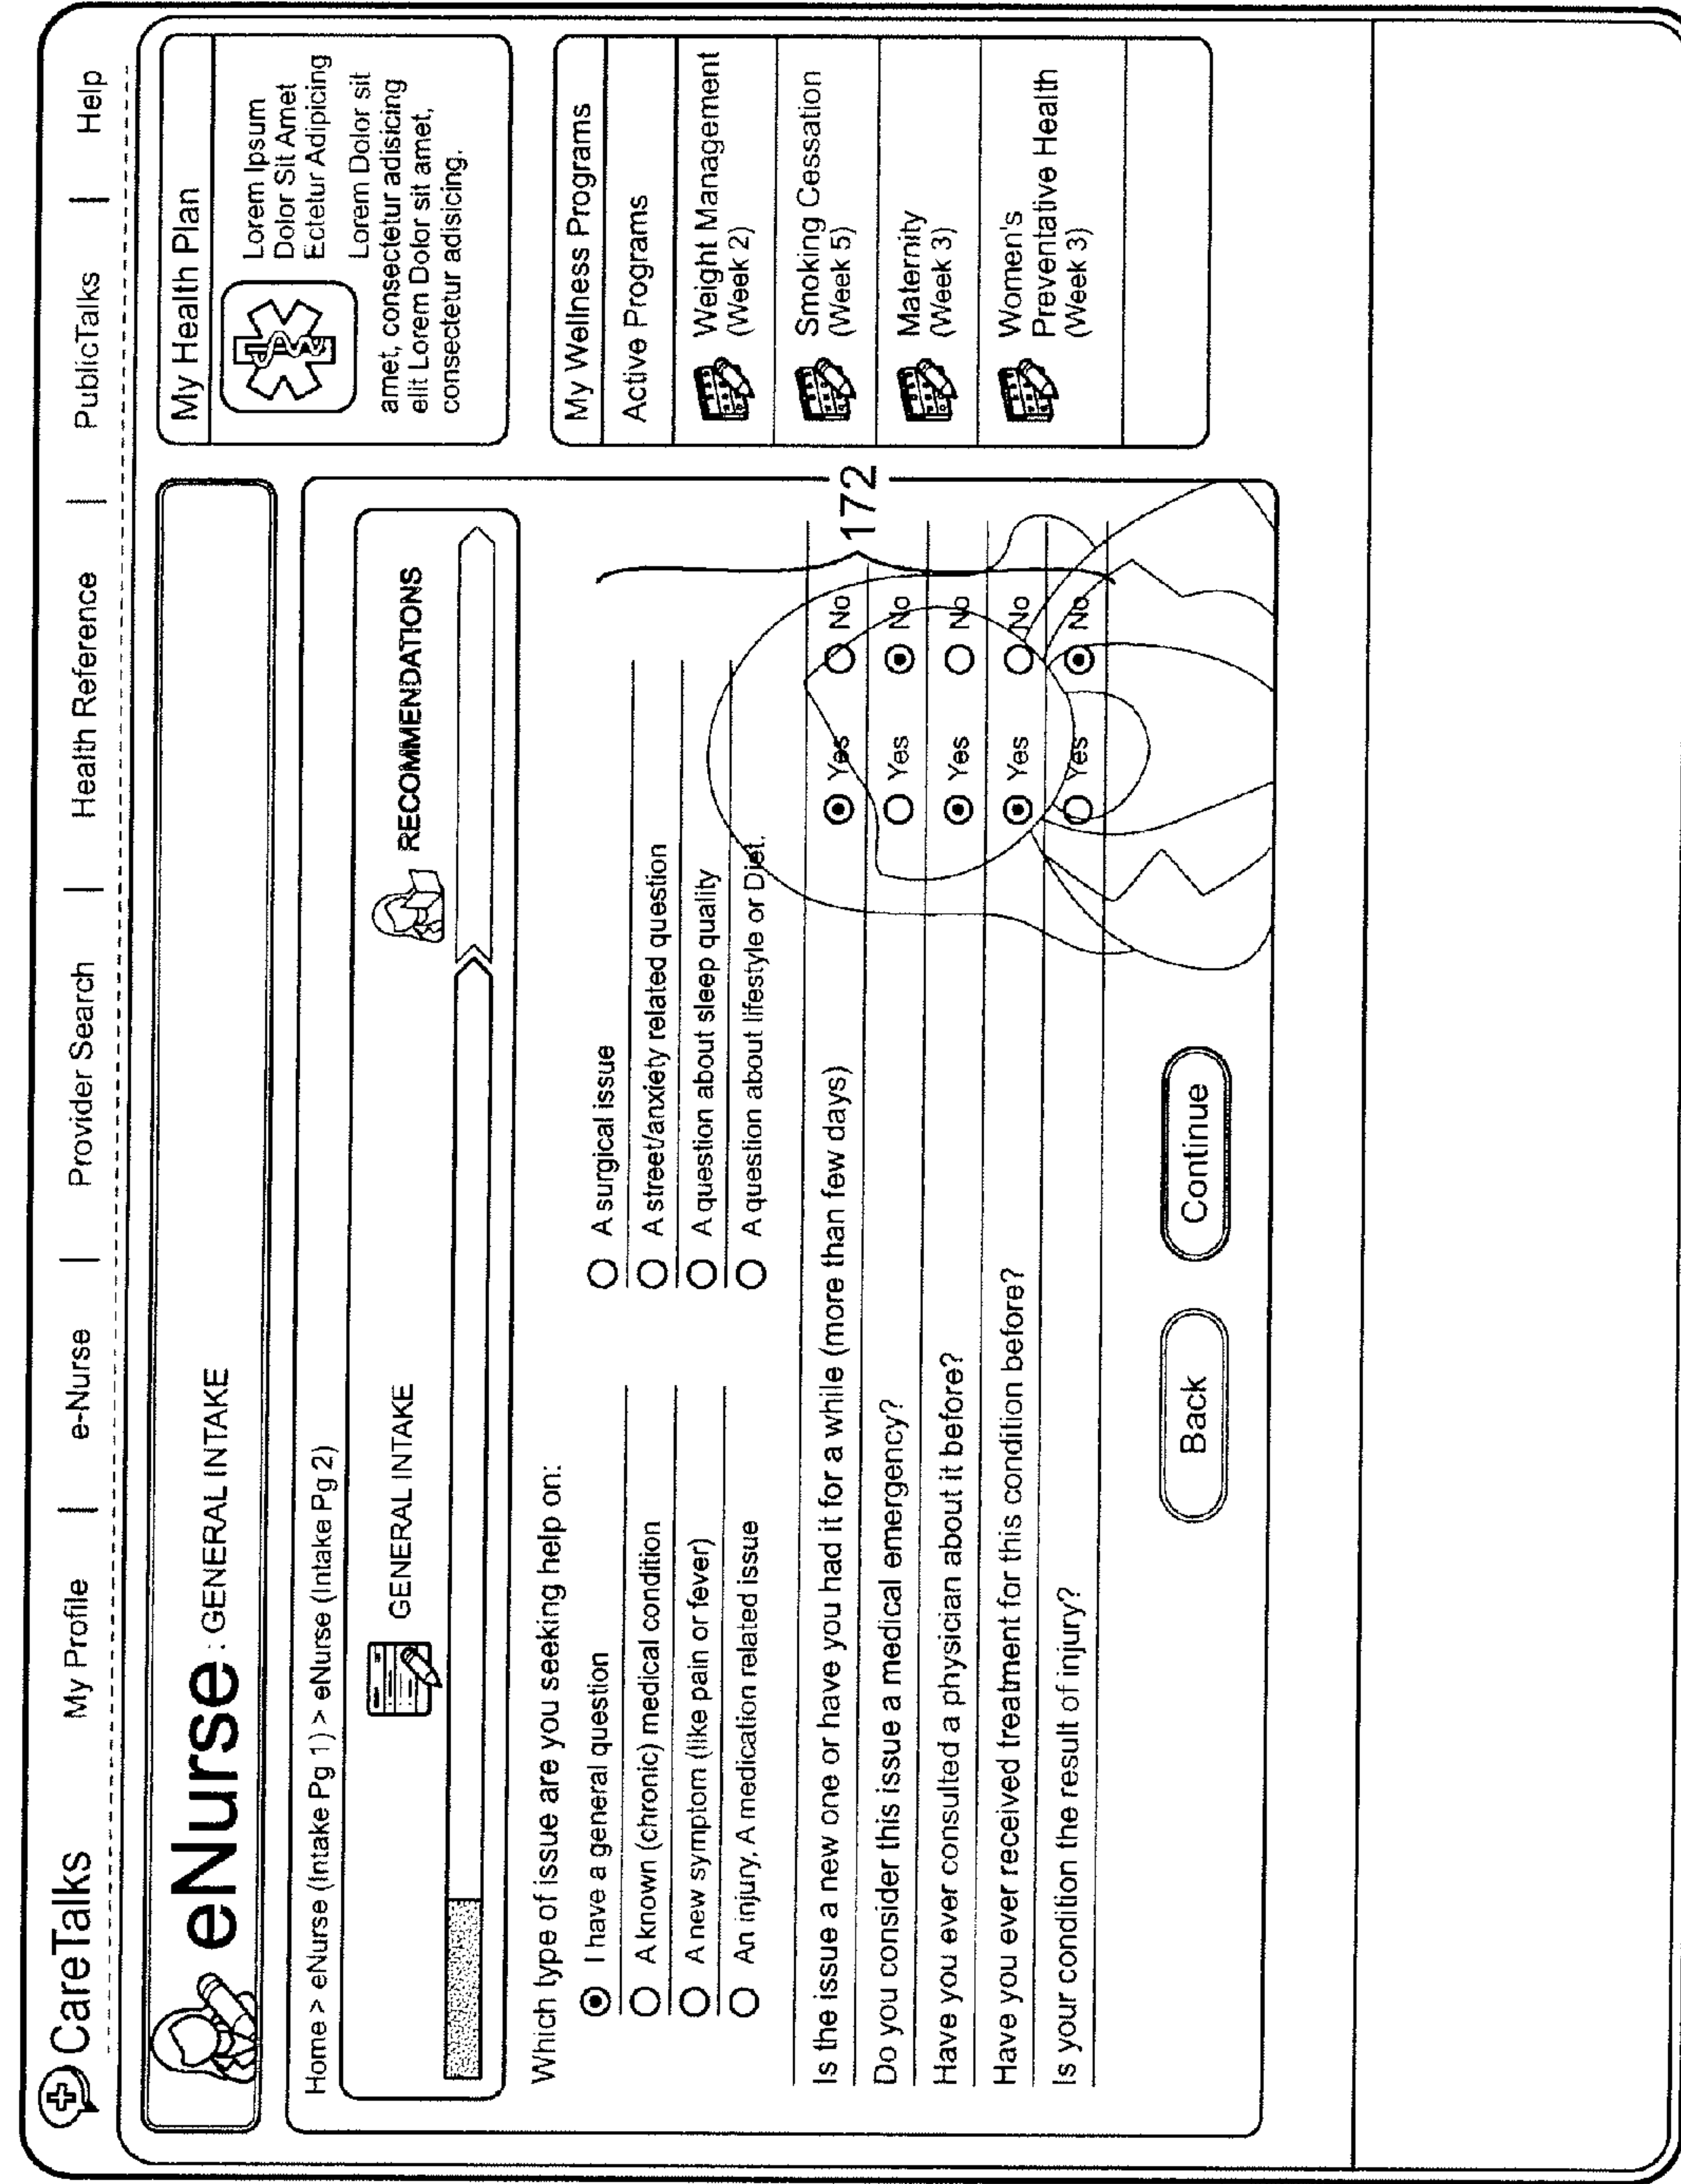 CareTalks
My Profile | e-Nurse | Provider Search | Health Reference | PublicTalks | Help
eNurse : GENERAL INTAKE
Home > eNurse (Intake Pg 1) > eNurse (Intake Pg 2)
GENERAL INTAKE
RECOMMENDATIONS
Which type of issue are you seeking help on:
I have a general question
A known (chronic) medical condition
A new symptom (like pain or fever)
An injury, A medication related issue
A surgical issue
A street/anxiety related question
A question about sleep quality
A question about lifestyle or Diet.
Is the issue a new one or have you had it for a while (more than few days) Yes No
Do you consider this issue a medical emergency? Yes No
Have you ever consulted a physician about it before? Yes No
Have you ever received treatment for this condition before? Yes No
Is your condition the result of injury? Yes No
172
Back
Continue
My Health Plan
Lorem Ipsum
Dolor Sit Amet
Ectetur Adipicing
Lorem Dolor sit
amet, consectetur adisicing
elit Lorem Dolor sit amet,
consectetur adisicing.
My Wellness Programs
Active Programs
Weight Management
(Week 2)
Smoking Cessation
(Week 5)
Maternity
(Week 3)
Women's
Preventative Health
(Week 3)